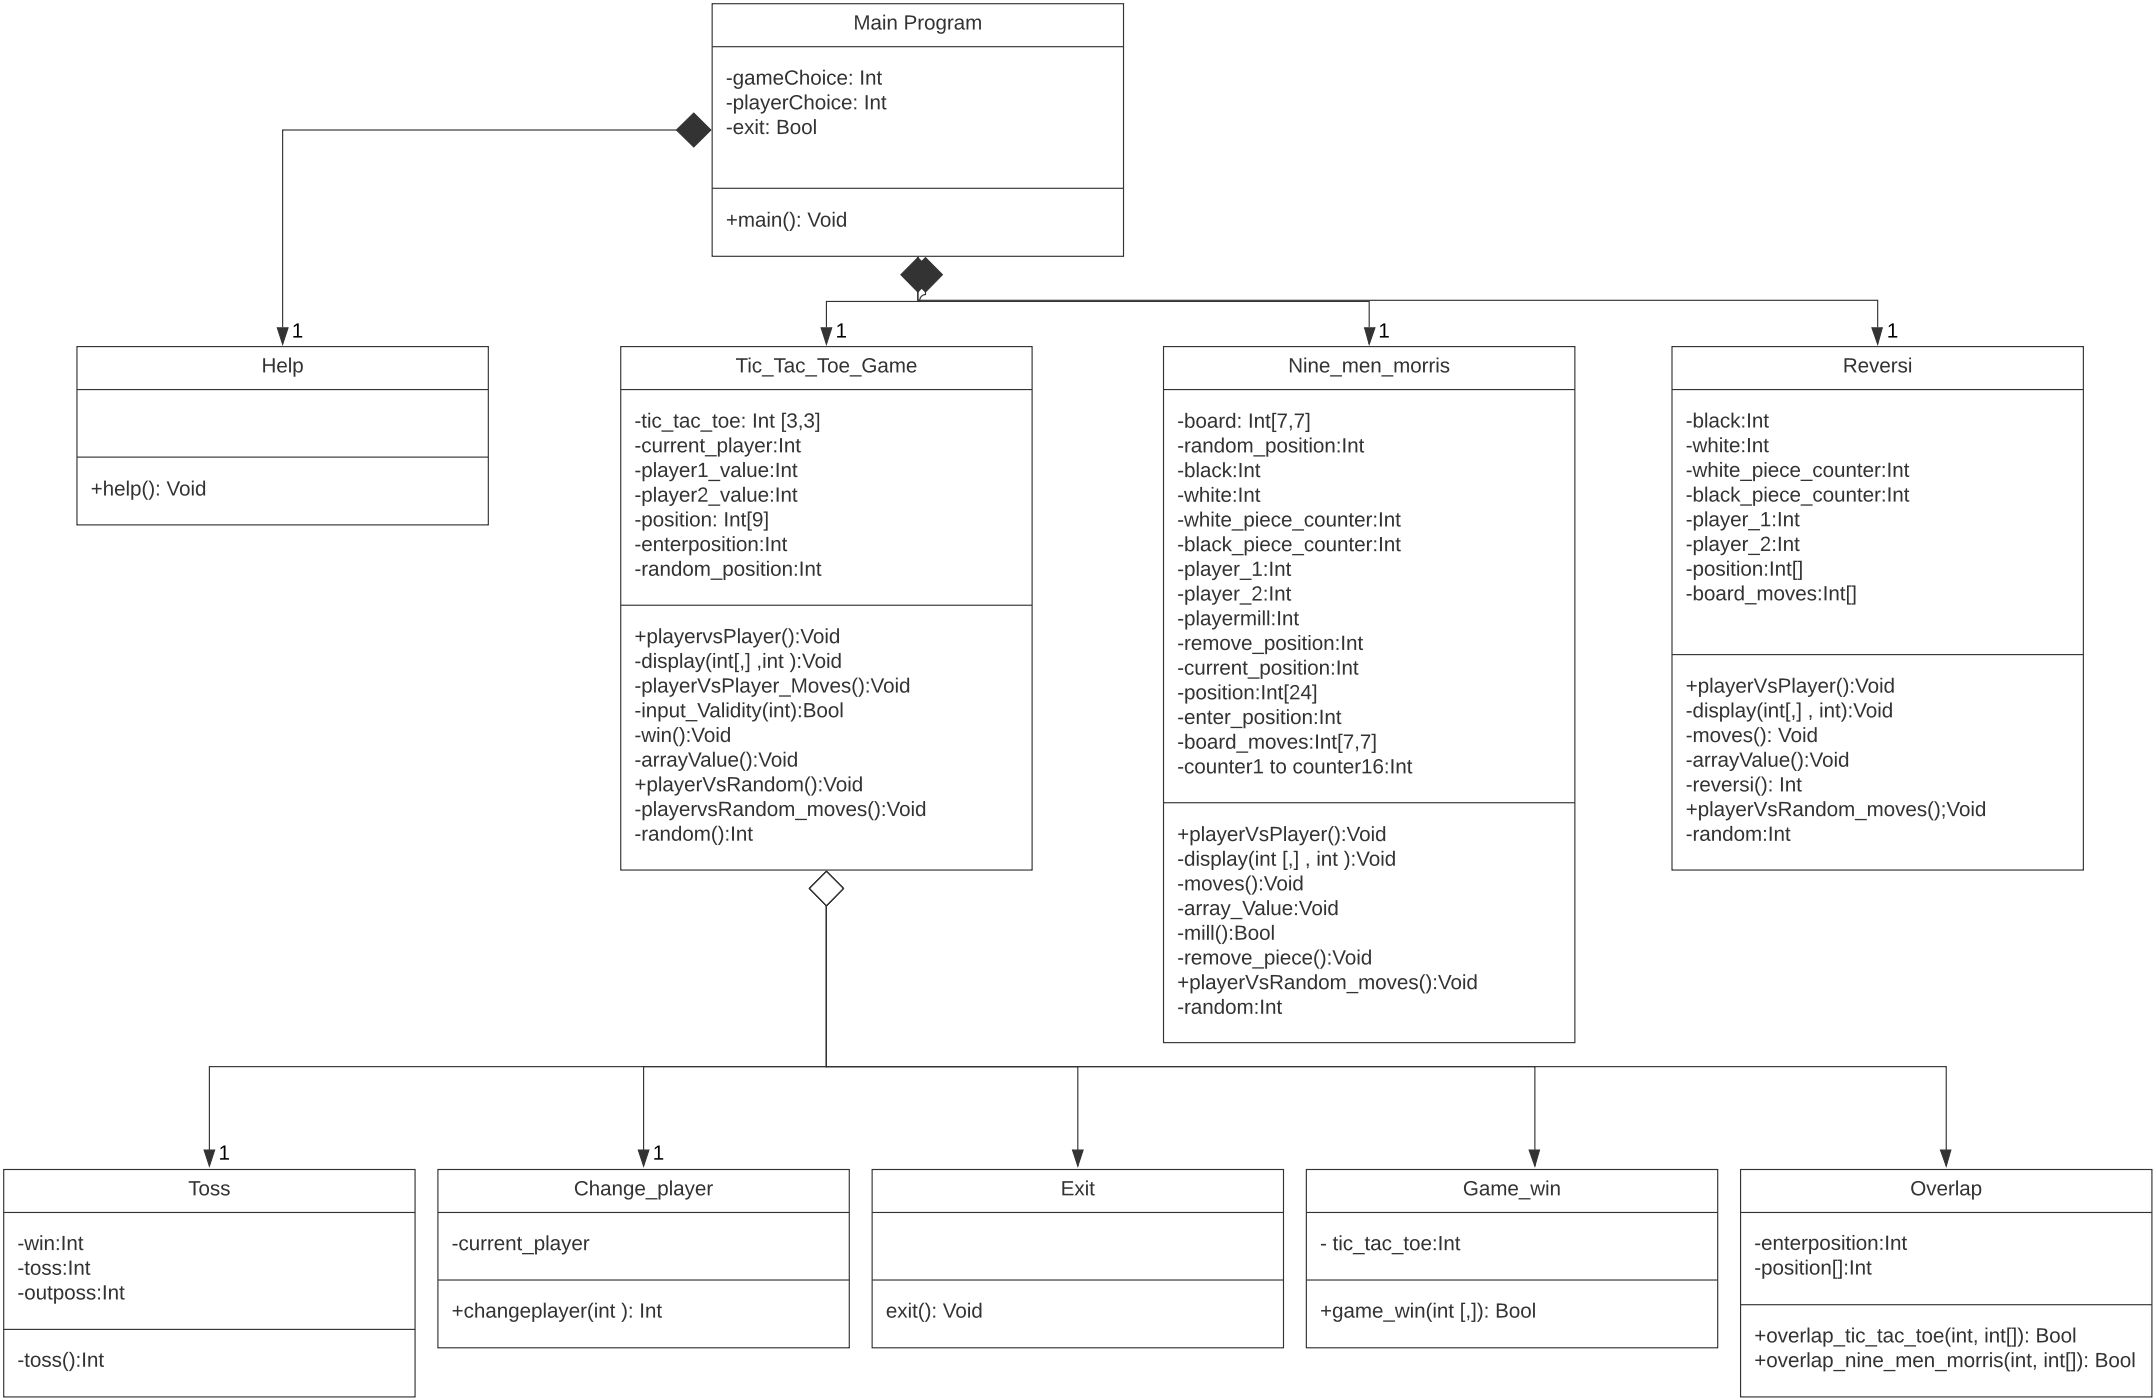 Main Program
-gameChoice: Int
-playerChoice: Int
-exit: Bool
+main(): Void
1
Help
+help(): Void
1
Tic_Tac_Toe_Game
-tic_tac_toe: Int [3,3]
-current_player:Int
-player1_value:Int
-player2_value:Int
-position: Int[9]
-enterposition:Int
-random_position:Int
+playervsPlayer():Void
-display(int[,] ,int ):Void
-playerVsPlayer_Moves():Void
-input_Validity(int):Bool
-win():Void
-arrayValue():Void
+playerVsRandom():Void
-playervsRandom_moves():Void
-random():Int
1
Nine_men_morris
-board: Int[7,7]
-random_position:Int
-black:Int
-white:Int
-white_piece_counter:Int
-black_piece_counter:Int
-player_1:Int
-player_2:Int
-playermill:Int
-remove_position:Int
-current_position:Int
-position:Int[24]
-enter_position:Int
-board_moves:Int[7,7]
-counter1 to counter16:Int
+playerVsPlayer():Void
-display(int [,] , int ):Void
-moves():Void
-array_Value:Void
-mill():Bool
-remove_piece():Void
+playerVsRandom_moves():Void
-random:Int
1
Reversi
-black:Int
-white:Int
-white_piece_counter:Int
-black_piece_counter:Int
-player_1:Int
-player_2:Int
-position:Int[]
-board_moves:Int[]
+playerVsPlayer():Void
-display(int[,] , int):Void
-moves(): Void
-arrayValue():Void
-reversi(): Int
+playerVsRandom_moves();Void
-random:Int
1
Toss
-win:Int
-toss:Int
-outposs:Int
-toss():Int
1
Change_player
-current_player
+changeplayer(int ): Int
Exit
exit(): Void
Game_win
- tic_tac_toe:Int
+game_win(int [,]): Bool
Overlap
-enterposition:Int
-position[]:Int
+overlap_tic_tac_toe(int, int[]): Bool
+overlap_nine_men_morris(int, int[]): Bool